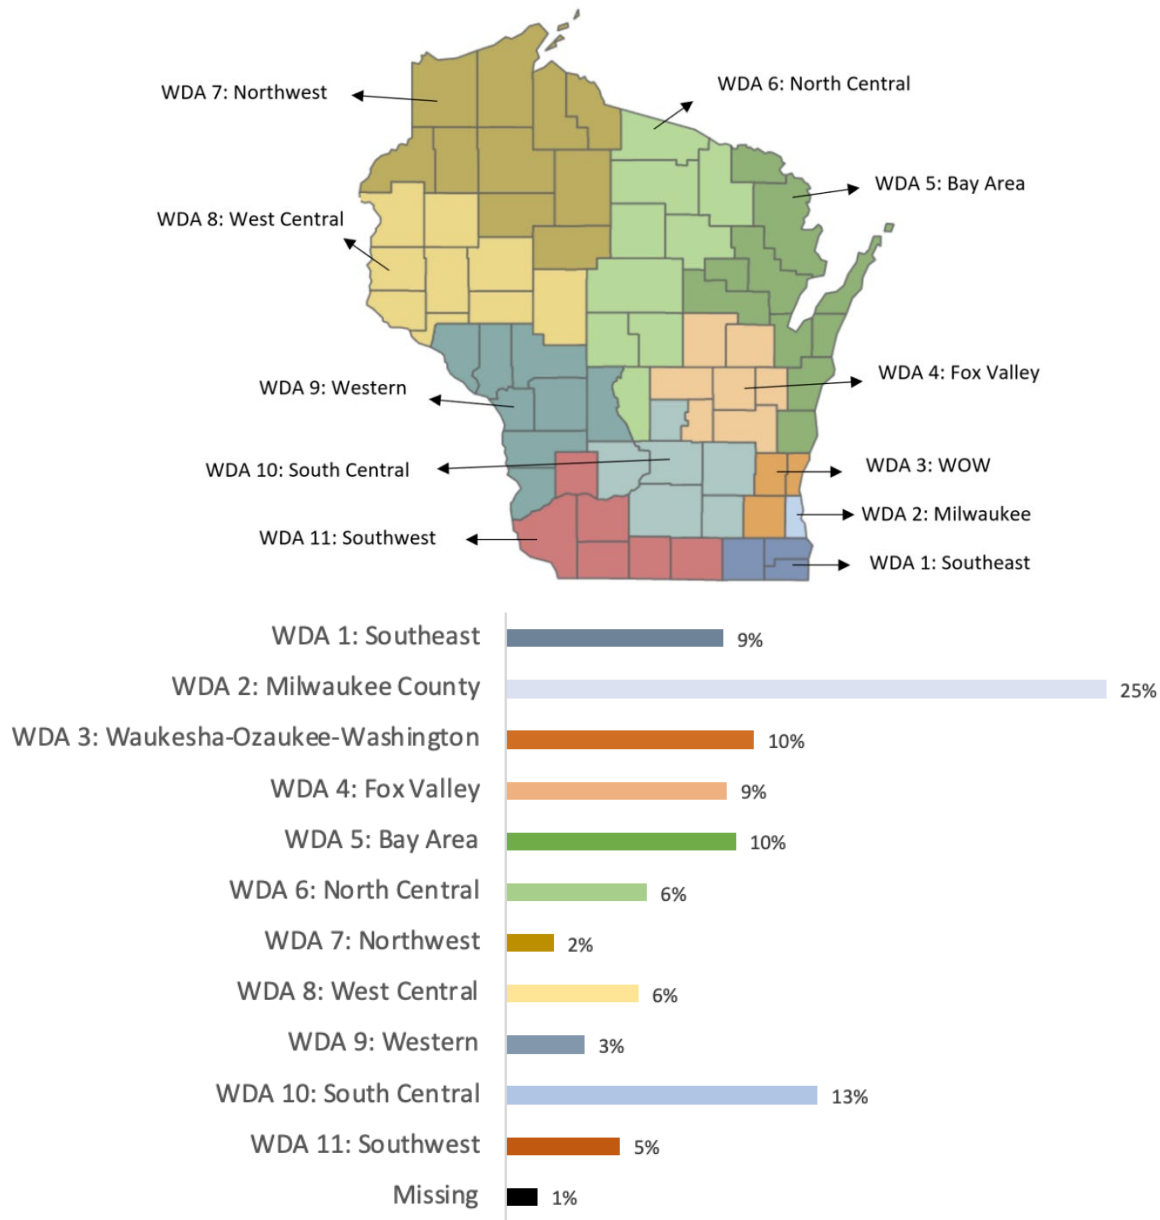 WDA 6: North Central
WDA 7: Northwest
WDA 5: Bay Area
WDA 8: West Central
WDA 4: Fox Valley
WDA 9: Western
WDA 3: WOW
WDA 10: South Central
WDA 2: Milwaukee
WDA 11: Southwest
WDA 1: Southeast
WDA 1: Southeast 9%
WDA 2: Milwaukee County 25%
WDA 3: Waukesha-Ozaukee-Washington 10%
WDA 4: Fox Valley 9%
WDA 5: Bay Area 10%
WDA 6: North Central 6%
WDA 7: Northwest 2%
WDA 8: West Central 6%
WDA 9: Western 3%
WDA 10: South Central 13%
WDA 11: Southwest 5%
Missing 1%